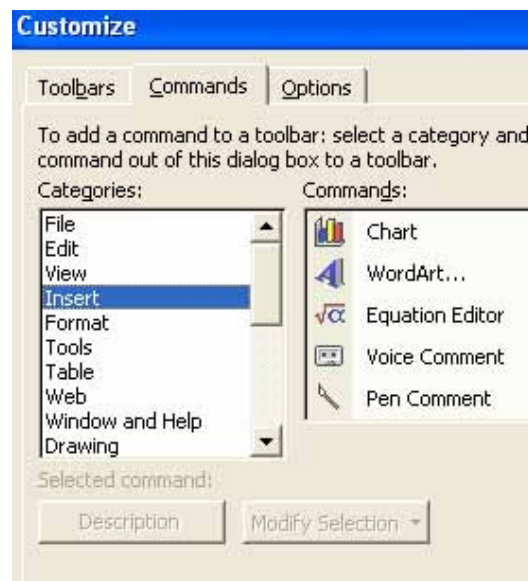 Customize
Toolbars Commands Options
To add a command to a toolbar: select a category and
command out of this dialog box to a toolbar.
Categories: Commands:
File
Edit
View
Insert
Format
Tools
Table
Web
Window and Help
Drawing
Chart
WordArt...
Equation Editor
Voice Comment
Pen Comment
Selected command:
Description Modify Selection